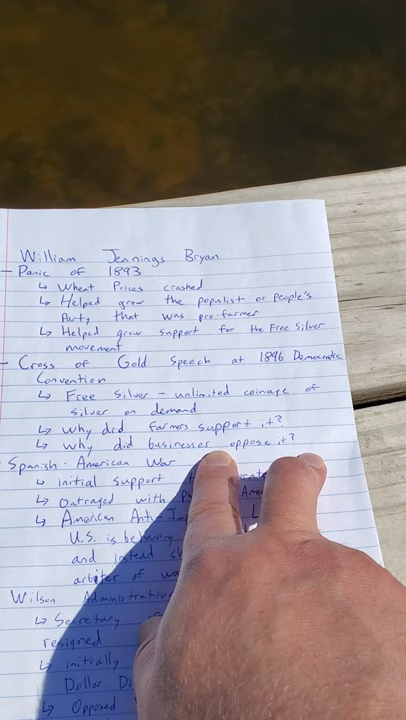 William Jennings Bryan
- Panic of 1893
↳ Wheat Prices crashed
↳ Helped grow the populist or people's
Party that was pro-farmer
↳ Helped grow support for the Free Silver
movement
- Cross of Gold Speech at 1896 Democratic
Convention
↳ Free Silver - unlimited coinage of
silver on demand
↳ Why did farmers support it?
↳ Why did businesses oppose it?
Spanish-American War
↳ initial support
↳ outraged with
↳ American Anti-
U.S. is
and instead
arbiter of
Wilson Administration
↳ Secretary
resigned
↳ initially
Dollar
↳ Opposed